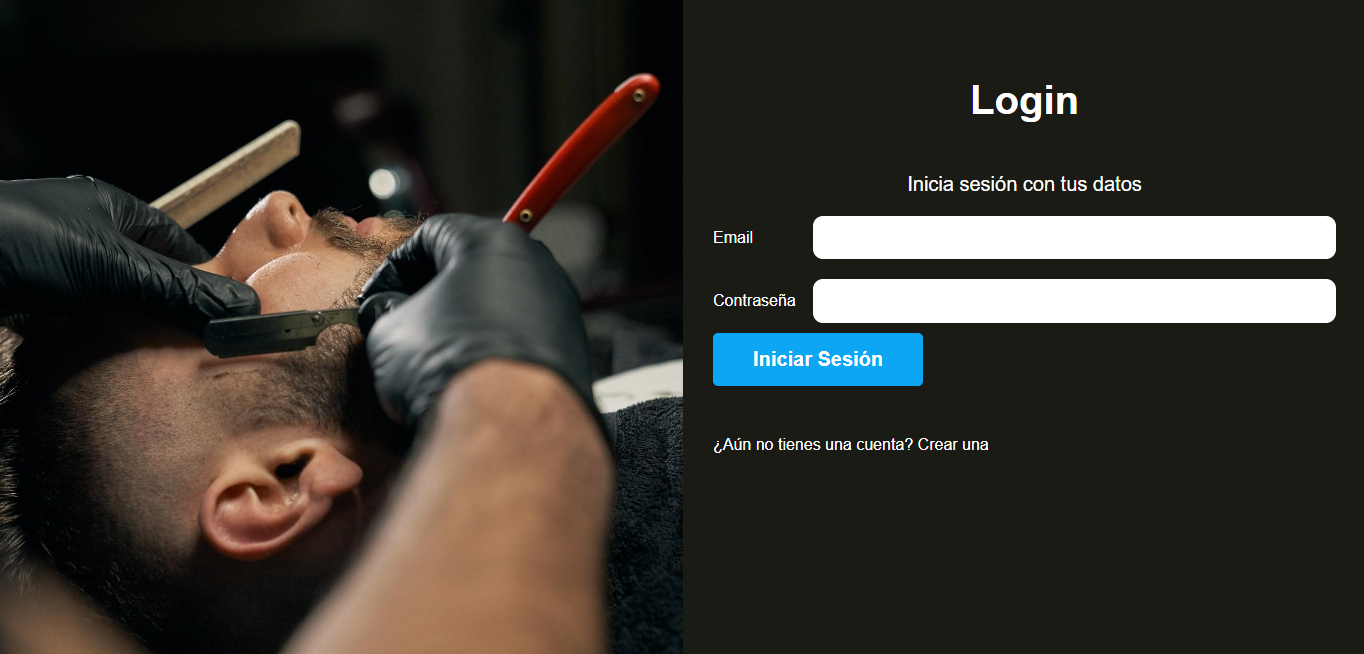 Login
Inicia sesión con tus datos
Email
Contraseña
Iniciar Sesión
¿Aún no tienes una cuenta? Crear una